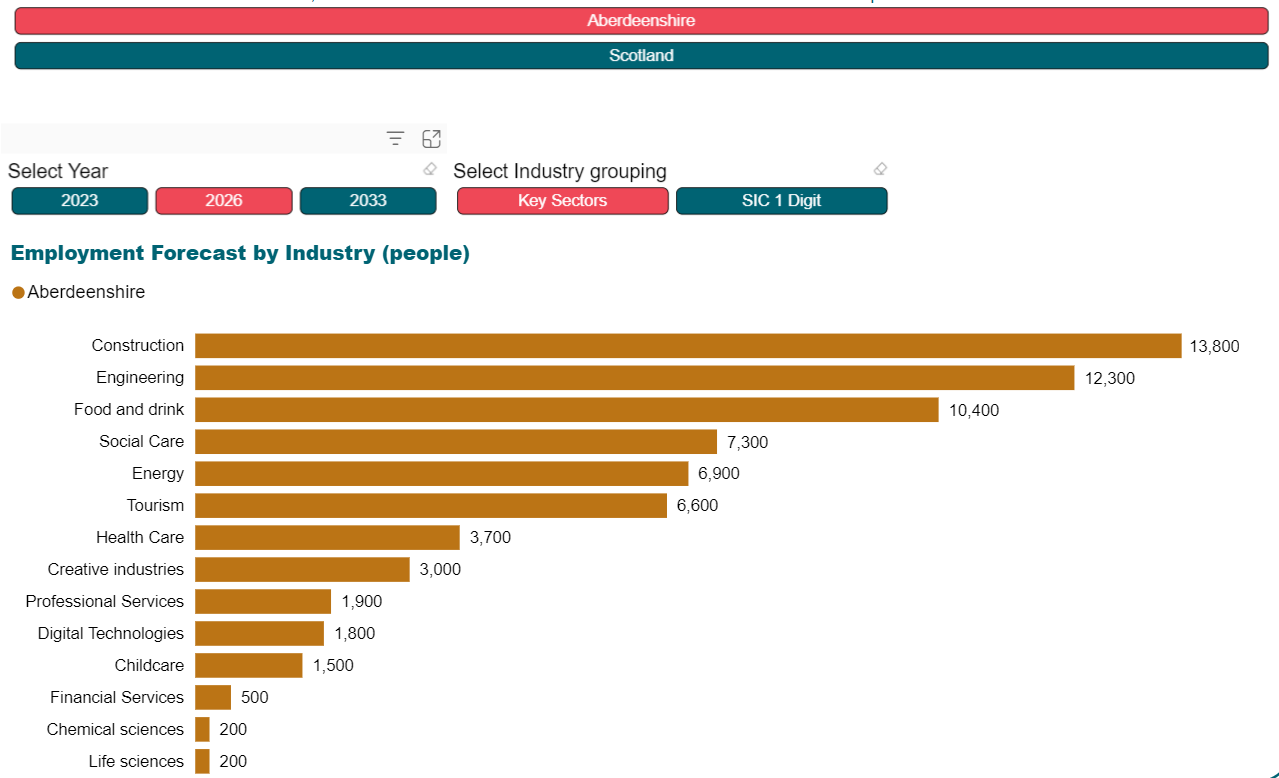 Aberdeenshire
Scotland
Select Year
Select Industry grouping
2023
2026
2033
Key Sectors
SIC 1 Digit
Employment Forecast by Industry (people)
Aberdeenshire
Construction 13,800
Engineering 12,300
Food and drink 10,400
Social Care 7,300
Energy 6,900
Tourism 6,600
Health Care 3,700
Creative industries 3,000
Professional Services 1,900
Digital Technologies 1,800
Childcare 1,500
Financial Services 500
Chemical sciences 200
Life sciences 200